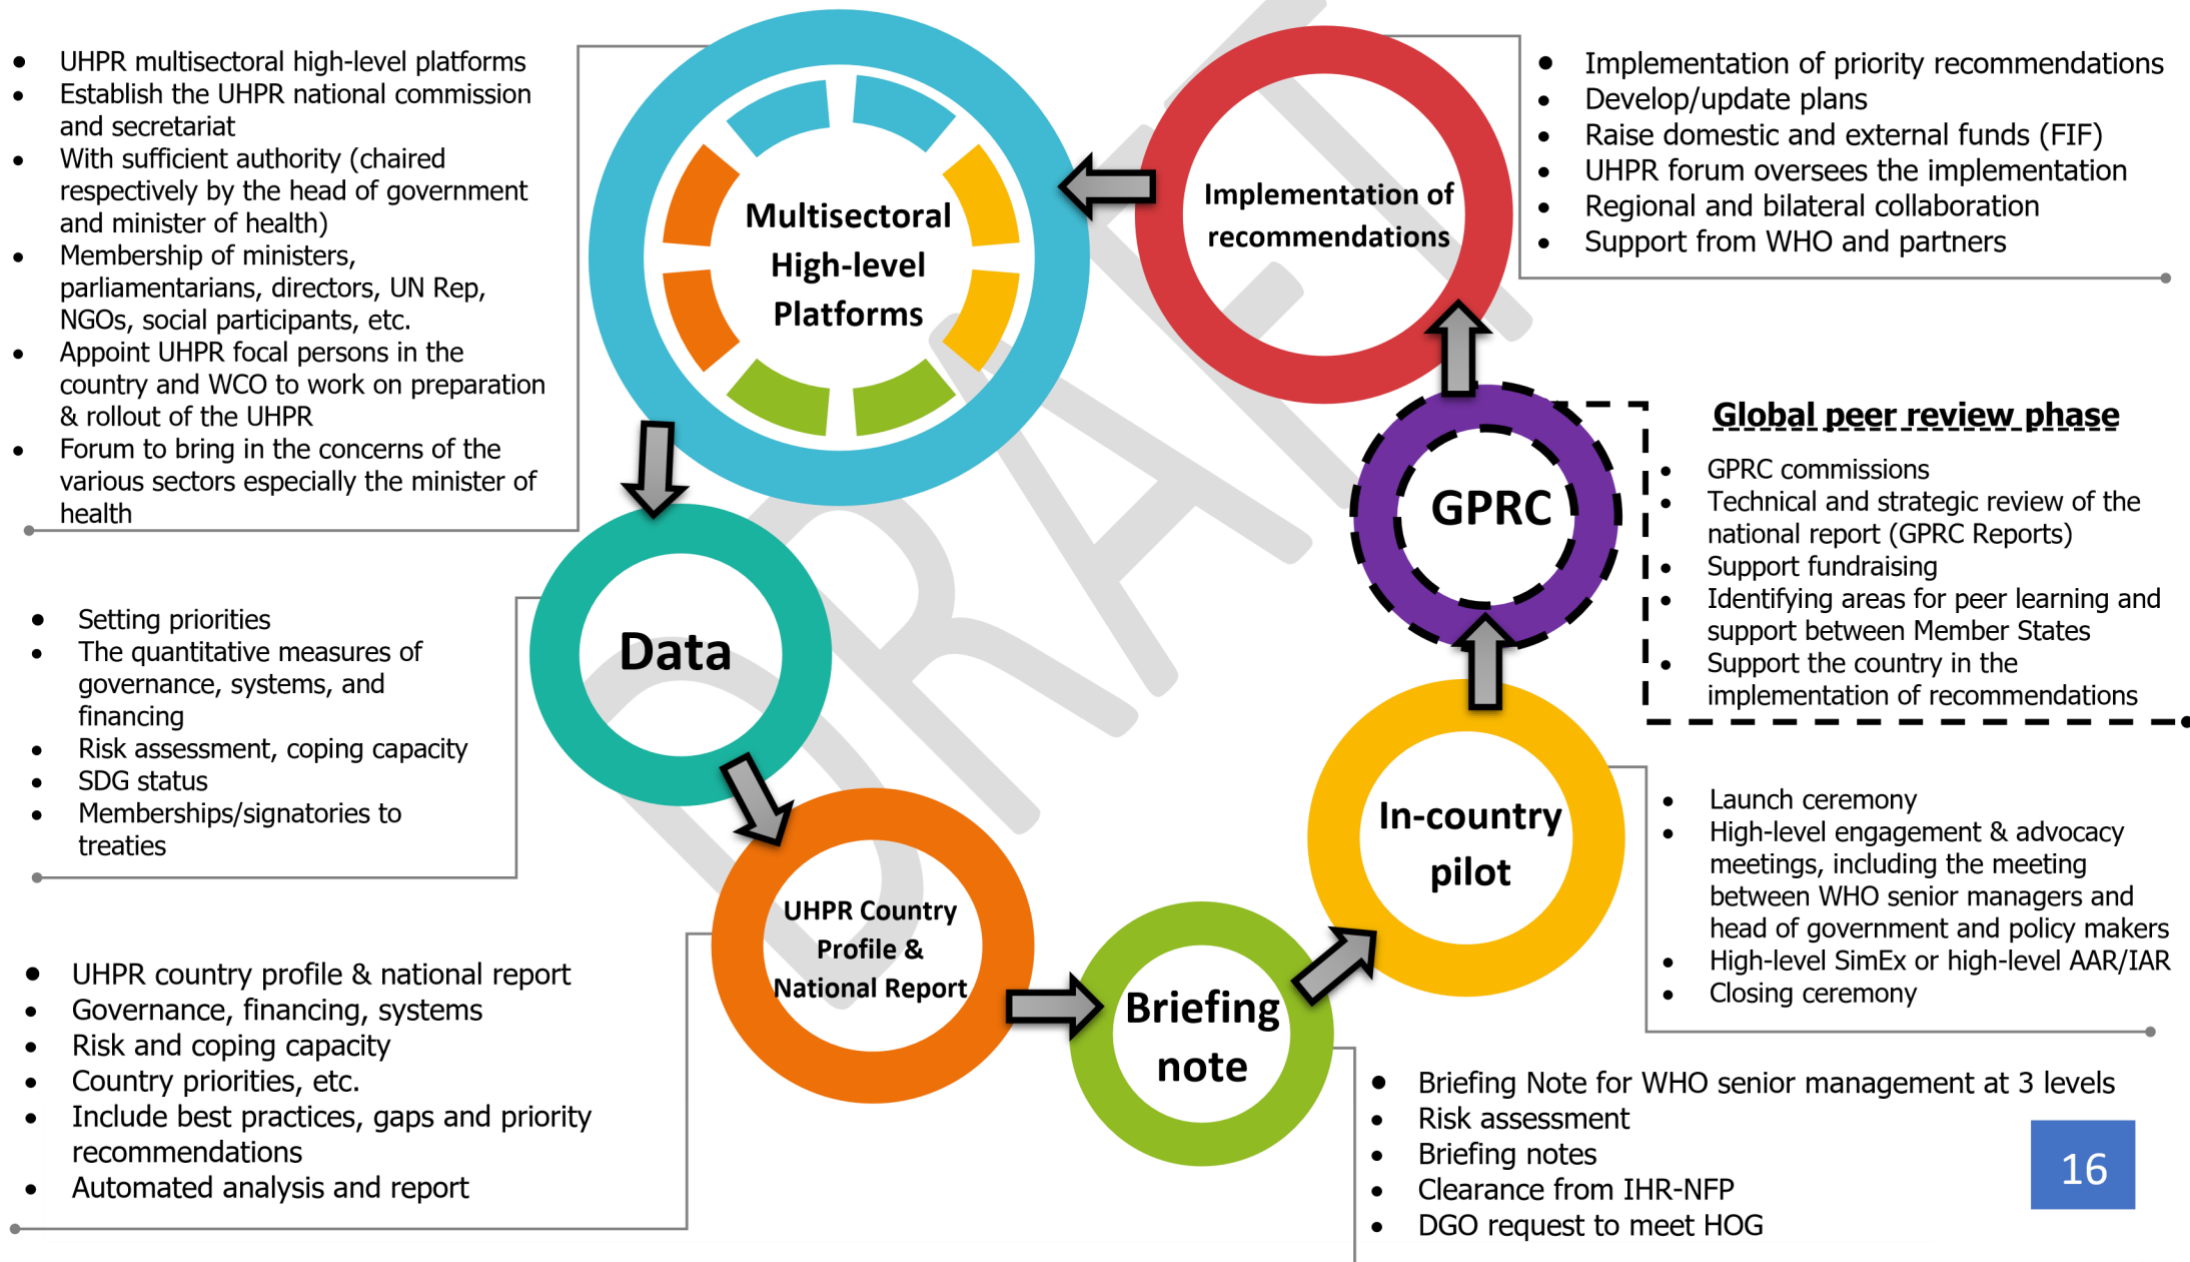 • UHPR multisectoral high-level platforms
• Establish the UHPR national commission
and secretariat
• With sufficient authority (chaired
respectively by the head of government
and minister of health)
• Membership of ministers,
parliamentarians, directors, UN Rep,
NGOs, social participants, etc.
• Appoint UHPR focal persons in the
country and WCO to work on preparation
& rollout of the UHPR
• Forum to bring in the concerns of the
various sectors especially the minister of
health
Multisectoral
High-level
Platforms
Implementation of
recommendations
• Implementation of priority recommendations
• Develop/update plans
• Raise domestic and external funds (FIF)
• UHPR forum oversees the implementation
• Regional and bilateral collaboration
• Support from WHO and partners
GPRC
Global peer review phase
• GPRC commissions
• Technical and strategic review of the
national report (GPRC Reports)
• Support fundraising
• Identifying areas for peer learning and
support between Member States
• Support the country in the
implementation of recommendations
• Setting priorities
• The quantitative measures of
governance, systems, and
financing
• Risk assessment, coping capacity
• SDG status
• Memberships/signatories to
treaties
Data
In-country
pilot
• Launch ceremony
• High-level engagement & advocacy
meetings, including the meeting
between WHO senior managers and
head of government and policy makers
• High-level SimEx or high-level AAR/IAR
• Closing ceremony
• UHPR country profile & national report
• Governance, financing, systems
• Risk and coping capacity
• Country priorities, etc.
• Include best practices, gaps and priority
recommendations
• Automated analysis and report
UHPR Country
Profile &
National Report
Briefing
note
• Briefing Note for WHO senior management at 3 levels
• Risk assessment
• Briefing notes
• Clearance from IHR-NFP
• DGO request to meet HOG
16
DRAFT